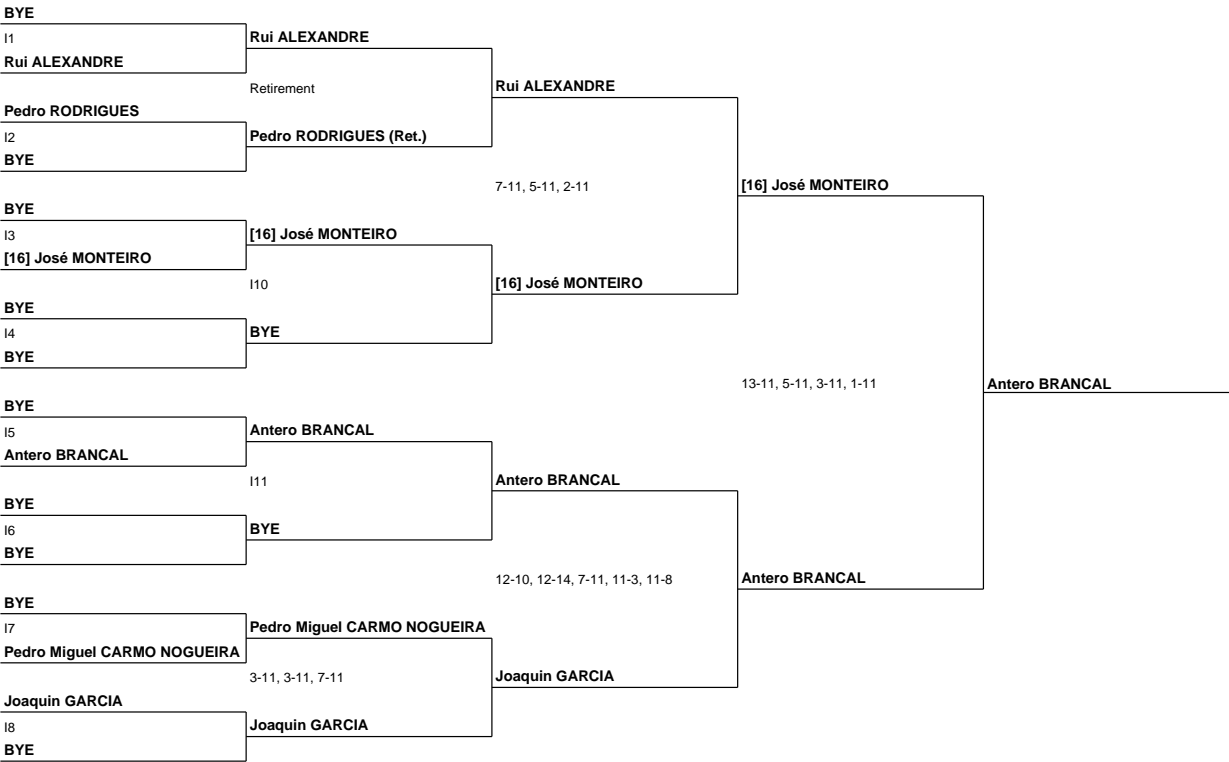 BYE
I1
Rui ALEXANDRE
Rui ALEXANDRE
Retirement
Rui ALEXANDRE
Pedro RODRIGUES
I2
Pedro RODRIGUES (Ret.)
BYE
7-11, 5-11, 2-11
[16] José MONTEIRO
BYE
I3
[16] José MONTEIRO
[16] José MONTEIRO
I10
[16] José MONTEIRO
BYE
I4
BYE
BYE
13-11, 5-11, 3-11, 1-11
Antero BRANCAL
BYE
I5
Antero BRANCAL
Antero BRANCAL
I11
Antero BRANCAL
BYE
I6
BYE
BYE
12-10, 12-14, 7-11, 11-3, 11-8
Antero BRANCAL
BYE
I7
Pedro Miguel CARMO NOGUEIRA
Pedro Miguel CARMO NOGUEIRA
3-11, 3-11, 7-11
Joaquin GARCIA
Joaquin GARCIA
I8
Joaquin GARCIA
BYE